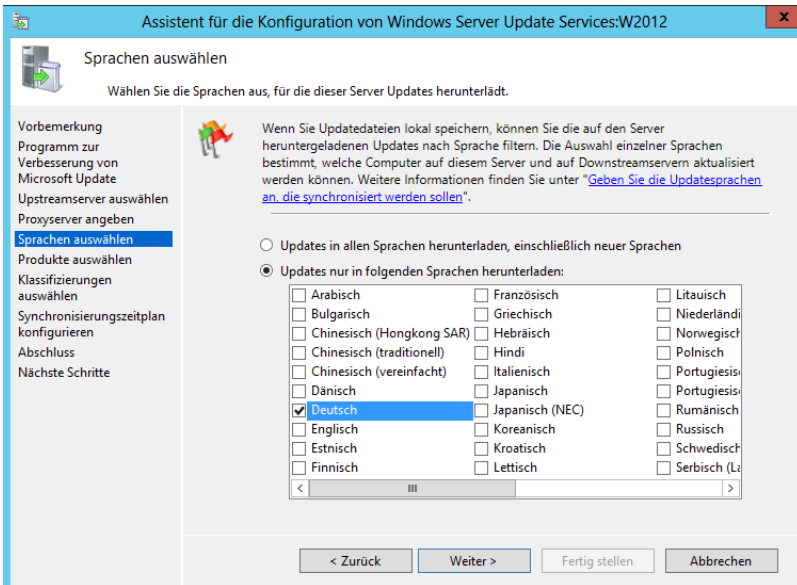 Assistent für die Konfiguration von Windows Server Update Services:W2012
x
Sprachen auswählen
Wählen Sie die Sprachen aus, für die dieser Server Updates herunterlädt.
Vorbemerkung
Programm zur
Verbesserung von
Microsoft Update
Upstreamserver auswählen
Proxyserver angeben
Sprachen auswählen
Produkte auswählen
Klassifizierungen
auswählen
Synchronisierungszeitplan
konfigurieren
Abschluss
Nächste Schritte
Wenn Sie Updatedateien lokal speichern, können Sie die auf den Server
heruntergeladenen Updates nach Sprache filtern. Die Auswahl einzelner Sprachen
bestimmt, welche Computer auf diesem Server und auf Downstreamservern aktualisiert
werden können. Weitere Informationen finden Sie unter "Geben Sie die Updatesprachen
an, die synchronisiert werden sollen".
Updates in allen Sprachen herunterladen, einschließlich neuer Sprachen
Updates nur in folgenden Sprachen herunterladen:
Arabisch
Bulgarisch
Chinesisch (Hongkong SAR)
Chinesisch (traditionell)
Chinesisch (vereinfacht)
Dänisch
Deutsch
Englisch
Estnisch
Finnisch
Französisch
Griechisch
Hebräisch
Hindi
Italienisch
Japanisch
Japanisch (NEC)
Koreanisch
Kroatisch
Lettisch
Litauisch
Niederländi
Norwegisch
Polnisch
Portugiesis
Portugiesis
Rumänisch
Russisch
Schwedisch
Serbisch (La
< Zurück
Weiter >
Fertig stellen
Abbrechen